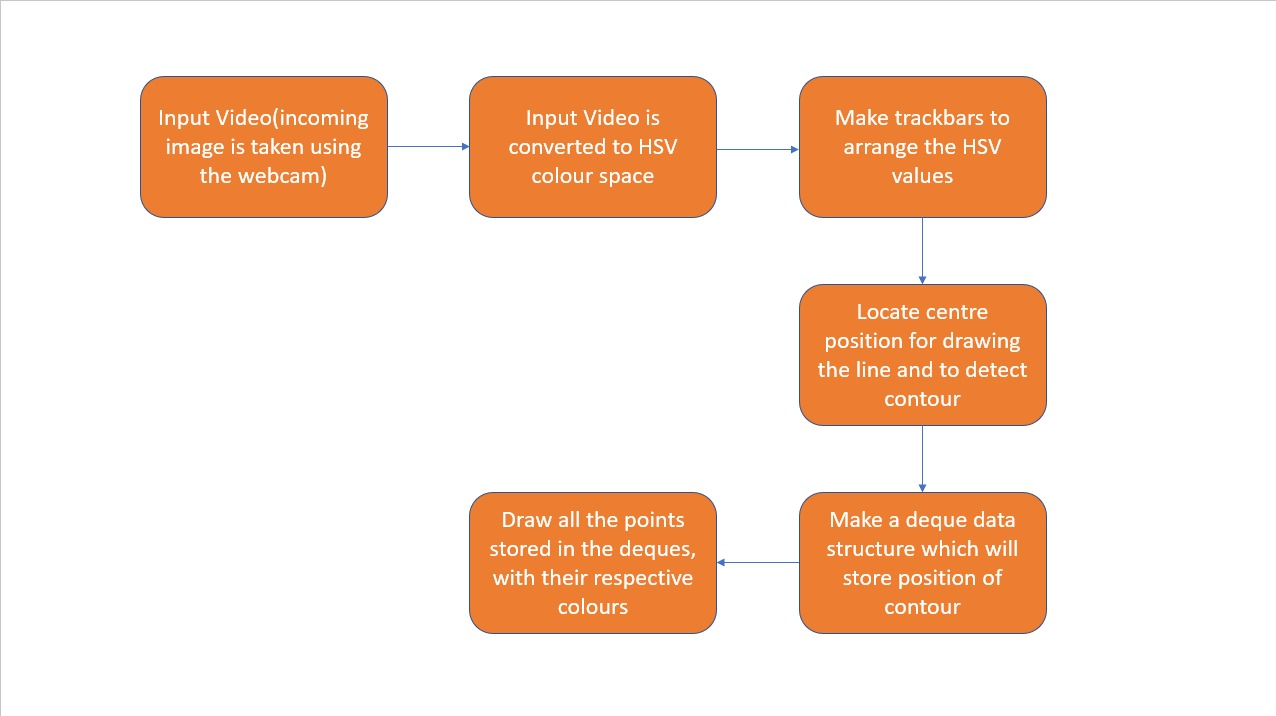 Input Video(incoming
image is taken using
the webcam)
Input Video is
converted to HSV
colour space
Make trackbars to
arrange the HSV
values
Locate centre
position for drawing
the line and to detect
contour
Make a deque data
structure which will
store position of
contour
Draw all the points
stored in the deques,
with their respective
colours